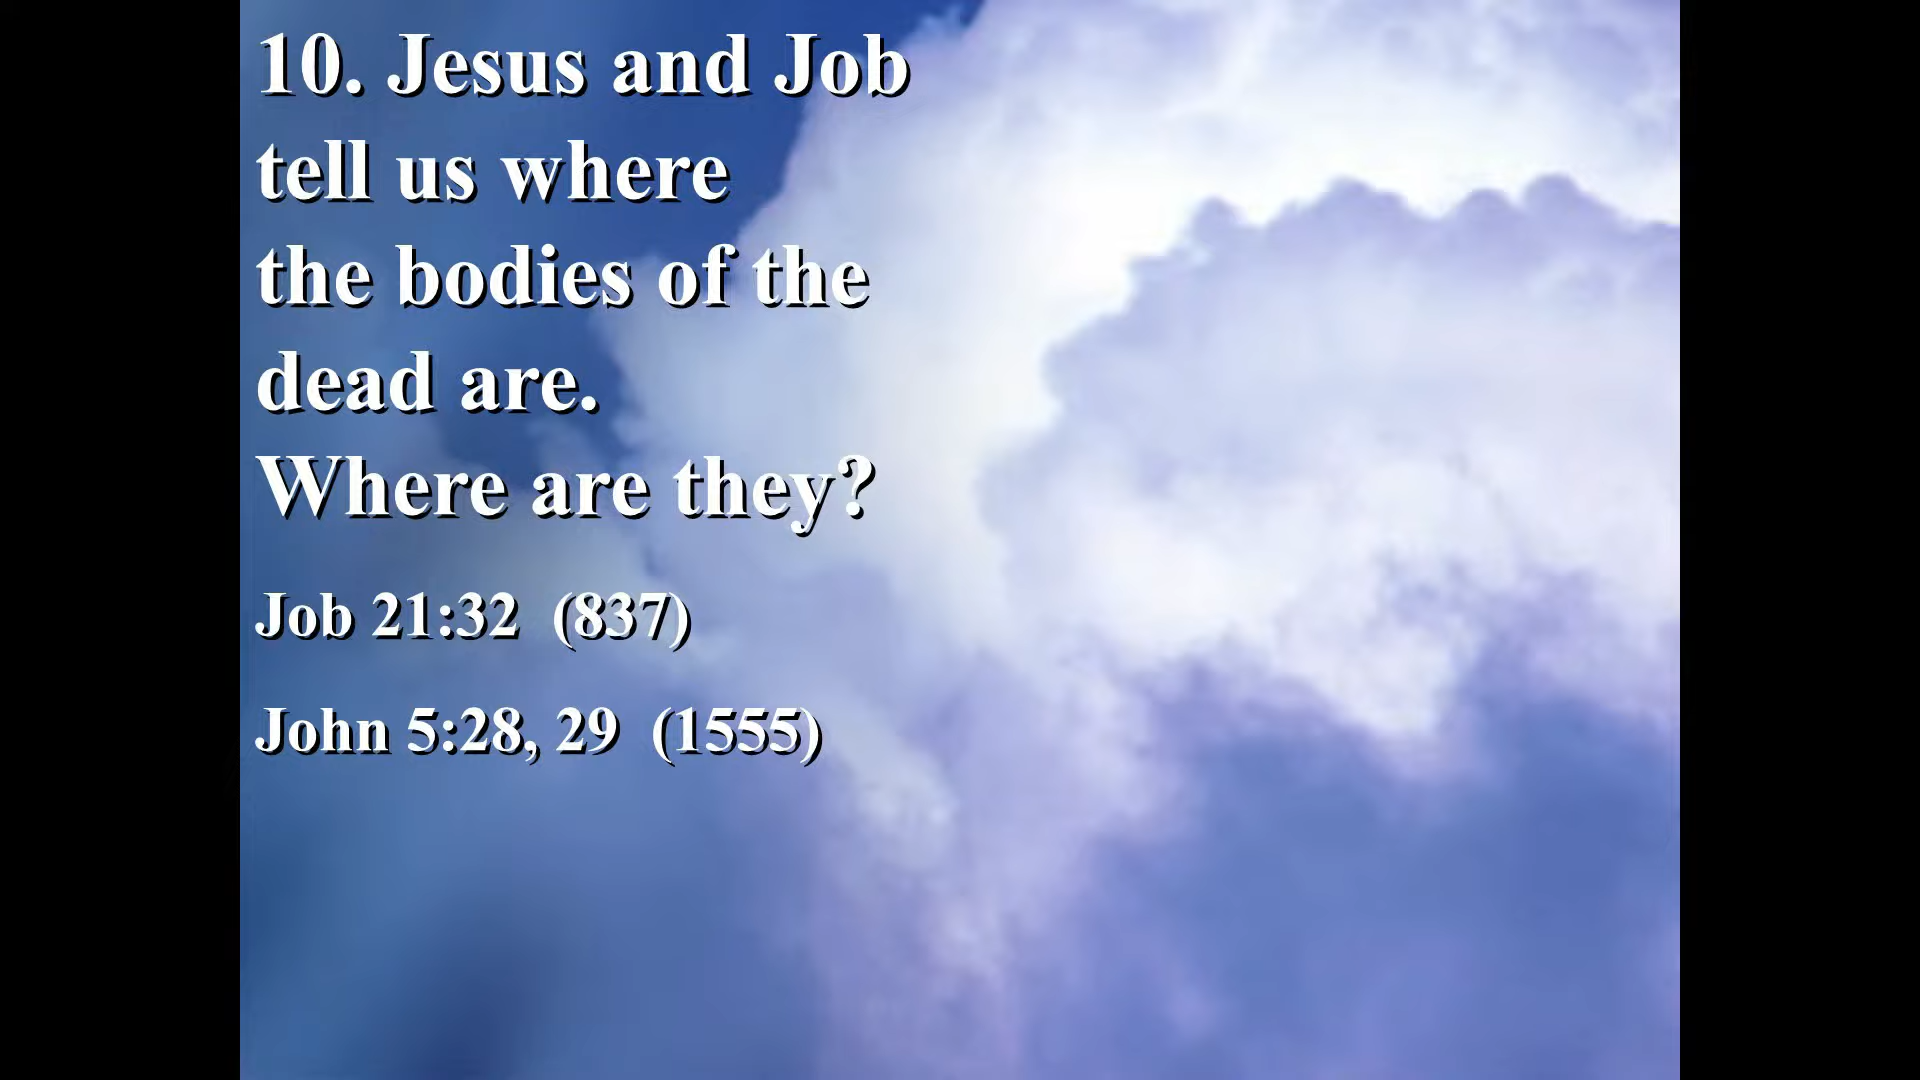 10. Jesus and Job
tell us where
the bodies of the
dead are.
Where are they?
Job 21:32 (837)
John 5:28, 29 (1555)